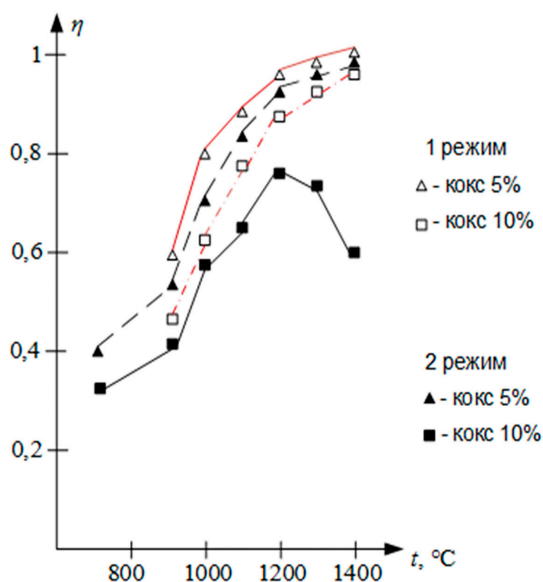 η
1
0,8
0,6
0,4
0,2
800 1000 1200 1400 t, °C
1 режим
△ - кокс 5%
□ - кокс 10%
2 режим
▲ - кокс 5%
■ - кокс 10%